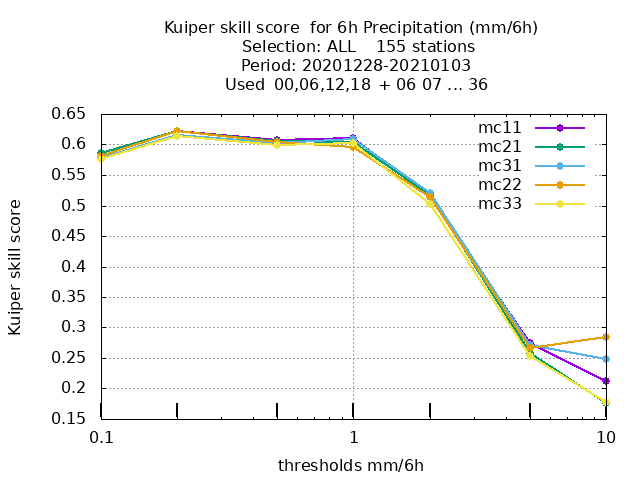 Kuiper skill score  for 6h Precipitation (mm/6h)
Selection: ALL    155 stations
Period: 20201228-20210103
Used  00,06,12,18  + 06 07 ... 36
0.65
0.6
0.55
0.5
0.45
0.4
0.35
0.3
0.25
0.2
0.15
Kuiper skill score
mc11
mc21
mc31
mc22
mc33
0.1
1
10
thresholds mm/6h